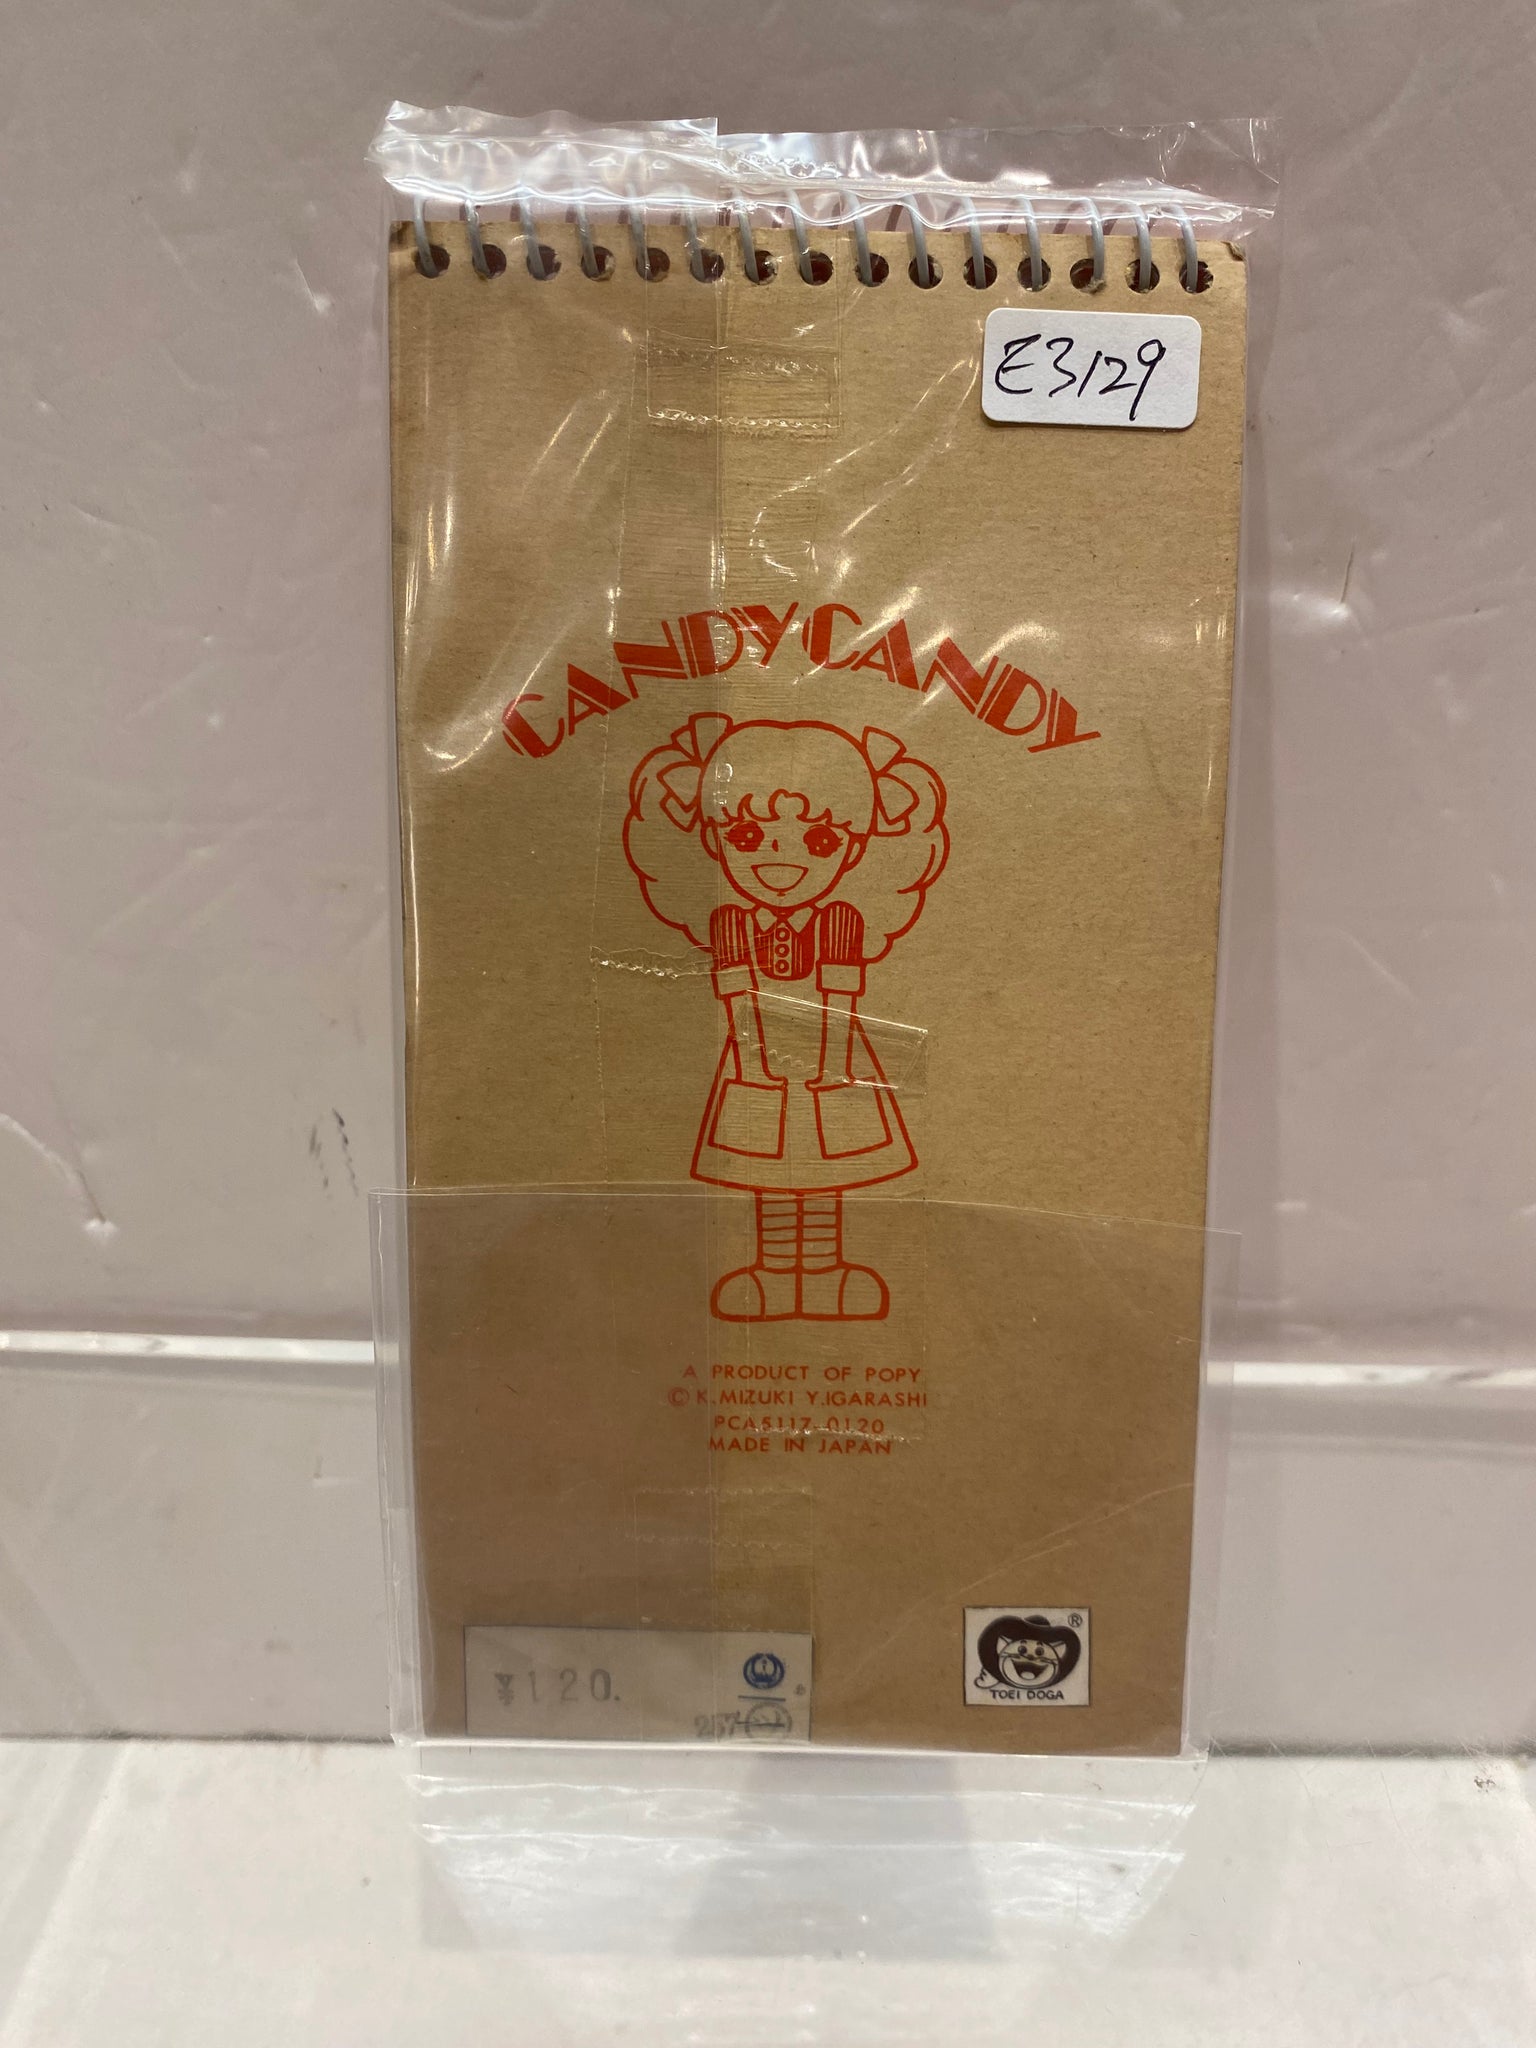 E3129
CANDY CANDY
A PRODUCT OF POPY
© K.MIZUKI Y.IGARASHI
PCA5117-0120
MADE IN JAPAN
¥120.
®
TOEI DOGA